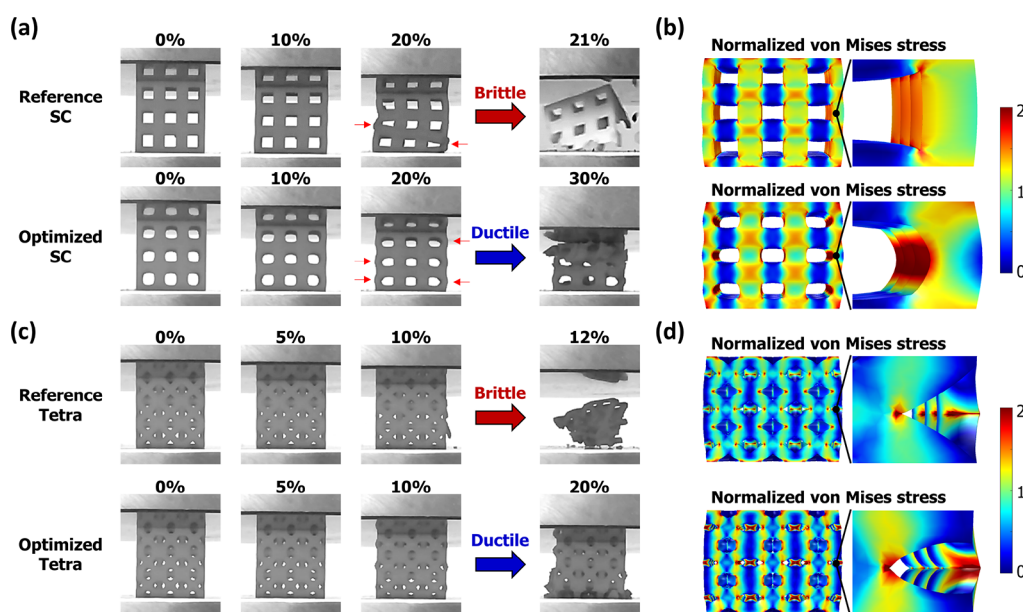 (a)
0% 10% 20% 21%
Reference
SC
Brittle
0% 10% 20% 30%
Optimized
SC
Ductile
(b)
Normalized von Mises stress
Normalized von Mises stress
2
1
0
(c)
0% 5% 10% 12%
Reference
Tetra
Brittle
0% 5% 10% 20%
Optimized
Tetra
Ductile
(d)
Normalized von Mises stress
Normalized von Mises stress
2
1
0